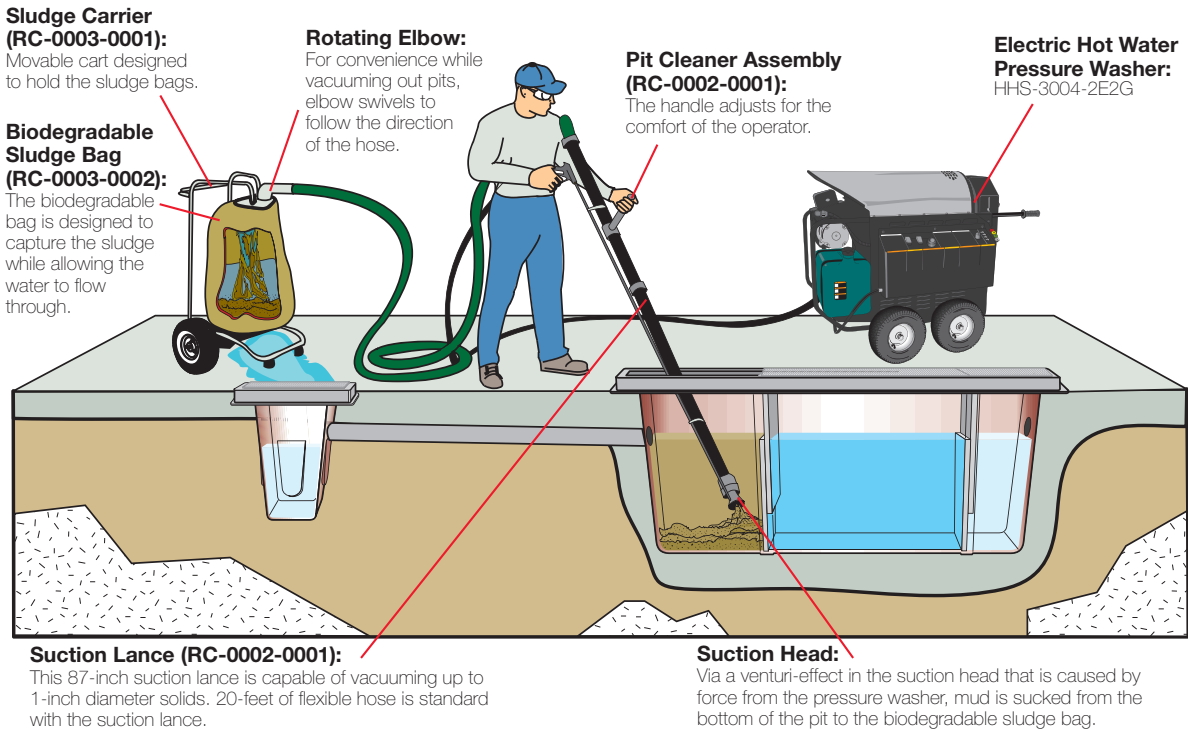 Sludge Carrier
(RC-0003-0001):
Movable cart designed
to hold the sludge bags.
Biodegradable
Sludge Bag
(RC-0003-0002):
The biodegradable
bag is designed to
capture the sludge
while allowing the
water to flow
through.
Rotating Elbow:
For convenience while
vacuuming out pits,
elbow swivels to
follow the direction
of the hose.
Pit Cleaner Assembly
(RC-0002-0001):
The handle adjusts for the
comfort of the operator.
Electric Hot Water
Pressure Washer:
HHS-3004-2E2G
Suction Lance (RC-0002-0001):
This 87-inch suction lance is capable of vacuuming up to
1-inch diameter solids. 20-feet of flexible hose is standard
with the suction lance.
Suction Head:
Via a venturi-effect in the suction head that is caused by
force from the pressure washer, mud is sucked from the
bottom of the pit to the biodegradable sludge bag.